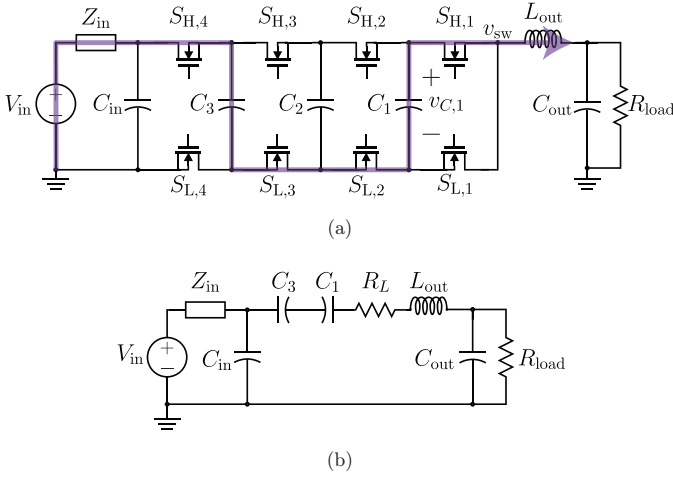 Z_in S_H,4 S_H,3 S_H,2 S_H,1 v_sw L_out
V_in + − C_in C_3 C_2 C_1 + v_C,1 − C_out R_load
S_L,4 S_L,3 S_L,2 S_L,1
(a)
Z_in C_3 C_1 R_L L_out
V_in + − C_in C_out R_load
(b)